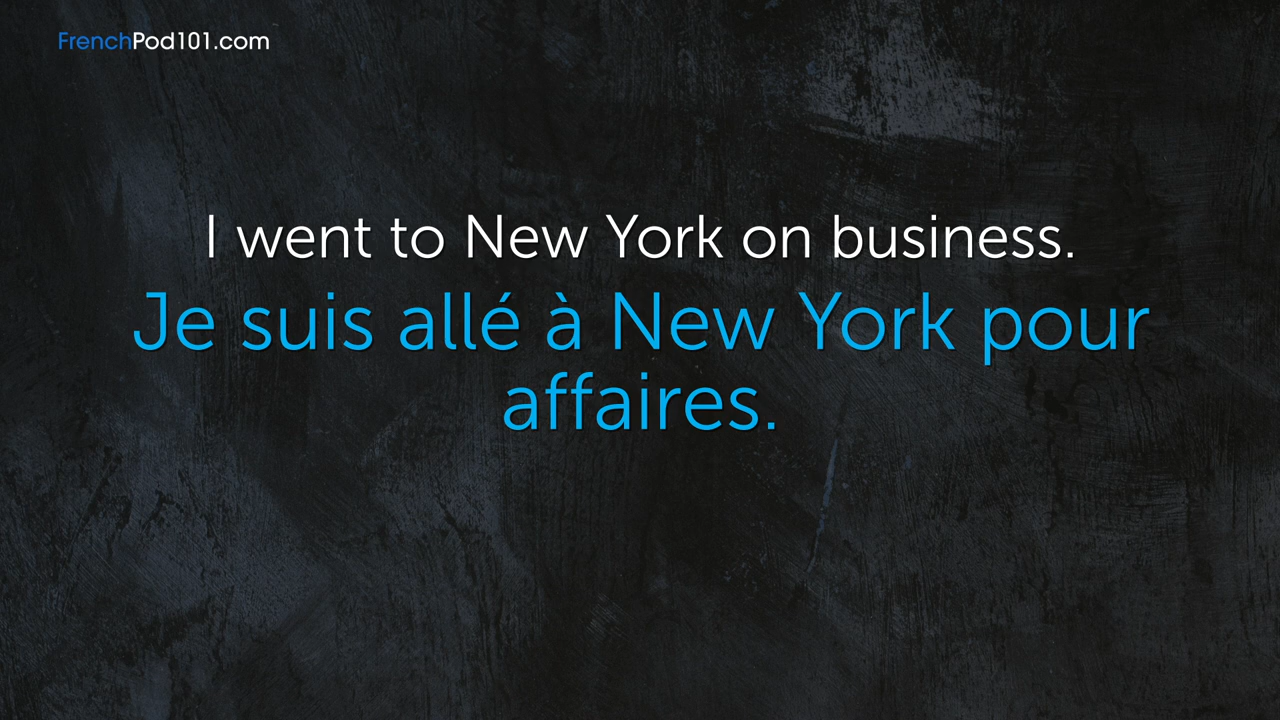 FrenchPod101.com
I went to New York on business.
Je suis allé à New York pour
affaires.